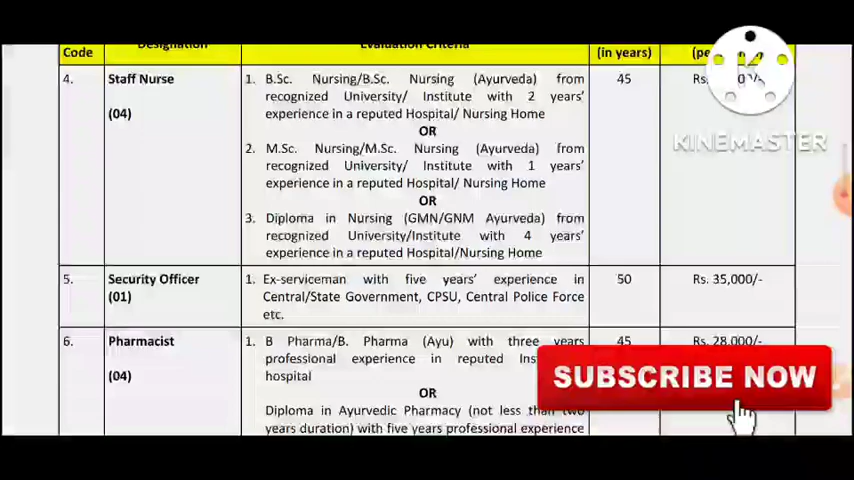 Designation Evaluation Criteria
Code (in years)
4. Staff Nurse 1. B.Sc. Nursing/B.Sc. Nursing (Ayurveda) from 45 Rs.
recognized University/ Institute with 2 years'
(04) experience in a reputed Hospital/ Nursing Home
OR
2. M.Sc. Nursing/M.Sc. Nursing (Ayurveda) from
recognized University/ Institute with 1 years'
experience in a reputed Hospital/ Nursing Home
OR
3. Diploma in Nursing (GMN/GNM Ayurveda) from
recognized University/Institute with 4 years'
experience in a reputed Hospital/Nursing Home
5. Security Officer 1. Ex-serviceman with five years' experience in 50 Rs. 35,000/-
(01) Central/State Government, CPSU, Central Police Force
etc.
6. Pharmacist 1. B Pharma/B. Pharma (Ayu) with three years 45 Rs. 28,000/-
professional experience in reputed
(04) hospital
OR
Diploma in Ayurvedic Pharmacy (not less than two
years duration) with five years professional experience
KINEMASTER
SUBSCRIBE NOW